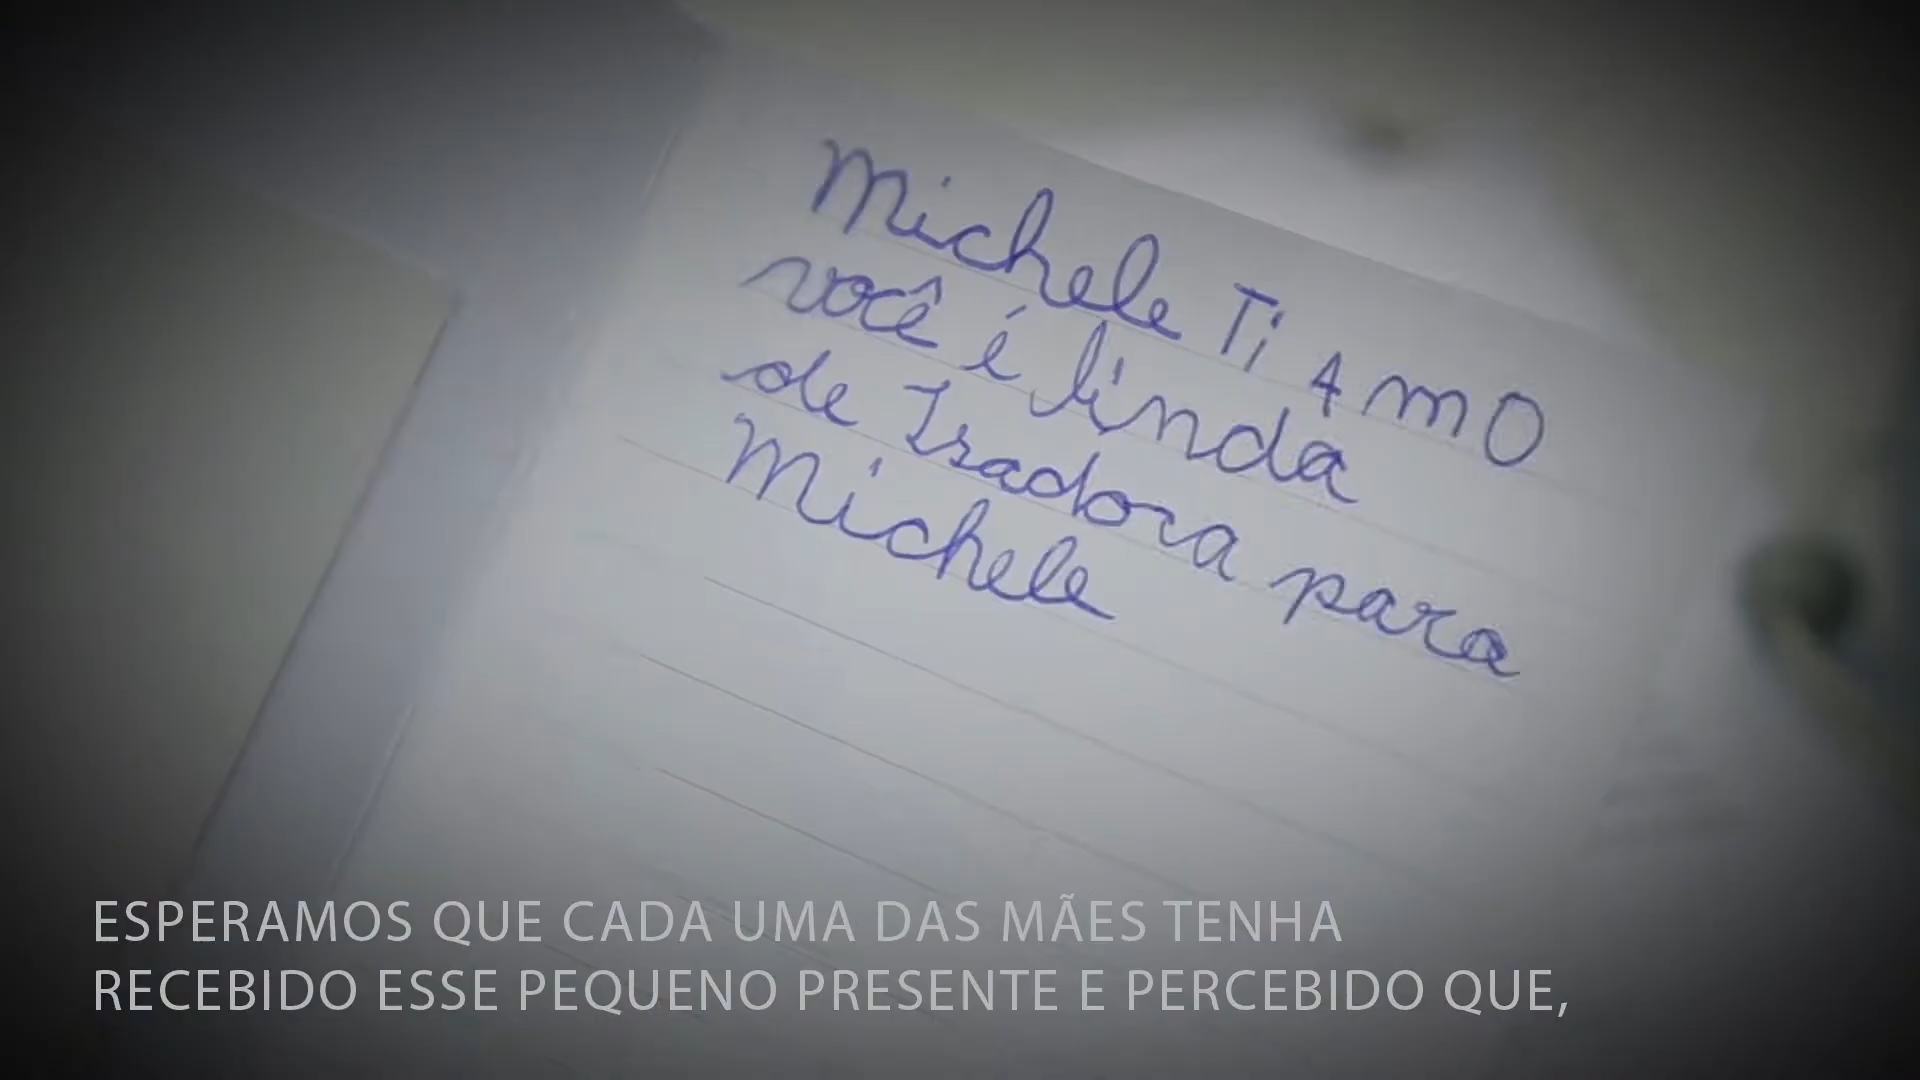 Michele Ti AmO
você é linda
de Isadora para
Michele
ESPERAMOS QUE CADA UMA DAS MÃES TENHA
RECEBIDO ESSE PEQUENO PRESENTE E PERCEBIDO QUE,